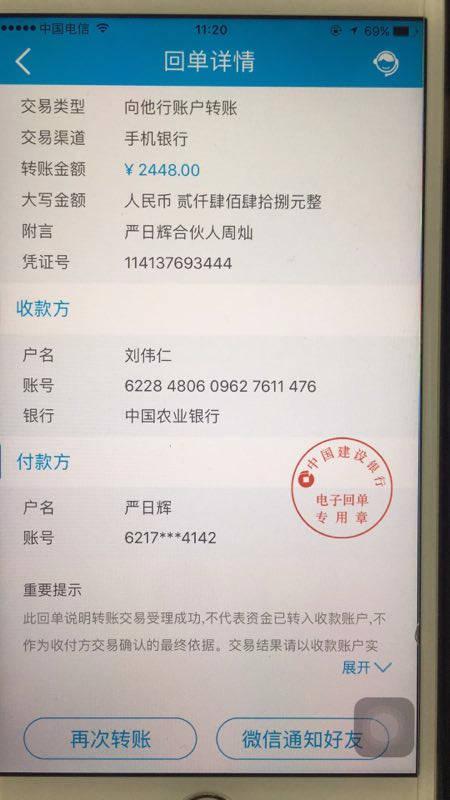 中国电信 11:20 69%
回单详情
交易类型 向他行账户转账
交易渠道 手机银行
转账金额 ¥ 2448.00
大写金额 人民币 贰仟肆佰肆拾捌元整
附言 严日辉合伙人周灿
凭证号 114137693444
收款方
户名 刘伟仁
账号 6228 4806 0962 7611 476
银行 中国农业银行
付款方
中国建设银行
电子回单
专用章
户名 严日辉
账号 6217***4142
重要提示
此回单说明转账交易受理成功,不代表资金已转入收款账户,不
作为收付方交易确认的最终依据。交易结果请以收款账户实
展开
再次转账 微信通知好友